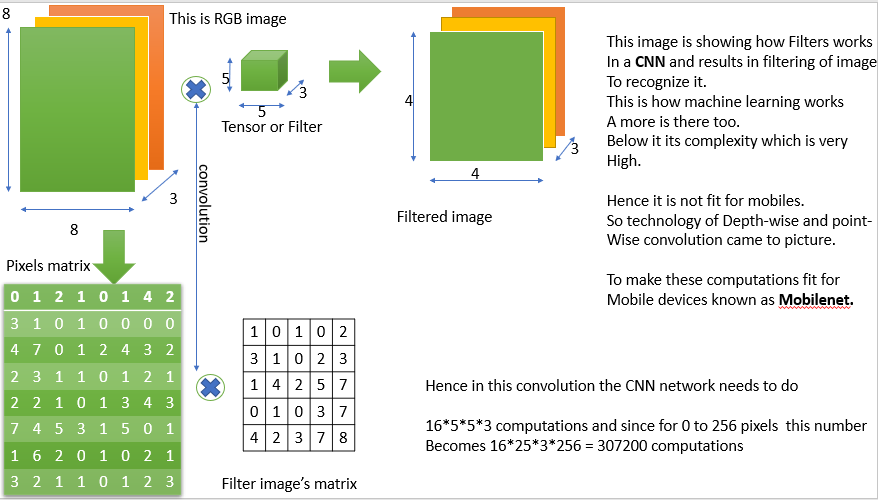 8
This is RGB image
5
3
5
Tensor or Filter
3
8
convolution
4
3
4
Filtered image
This image is showing how Filters works
In a CNN and results in filtering of image
To recognize it.
This is how machine learning works
A more is there too.
Below it its complexity which is very
High.
Hence it is not fit for mobiles.
So technology of Depth-wise and point-
Wise convolution came to picture.
To make these computations fit for
Mobile devices known as Mobilenet.
Pixels matrix
0 1 2 1 0 1 4 2
3 1 0 1 0 0 0 0
4 7 0 1 2 4 3 2
2 3 1 1 0 1 2 1
2 2 1 0 1 3 4 3
7 4 5 3 1 5 0 1
1 6 2 0 1 0 2 1
3 2 1 1 0 1 2 3
1 0 1 0 2
3 1 0 2 3
1 4 2 5 7
0 1 0 3 7
4 2 3 7 8
Filter image's matrix
Hence in this convolution the CNN network needs to do
16*5*5*3 computations and since for 0 to 256 pixels this number
Becomes 16*25*3*256 = 307200 computations